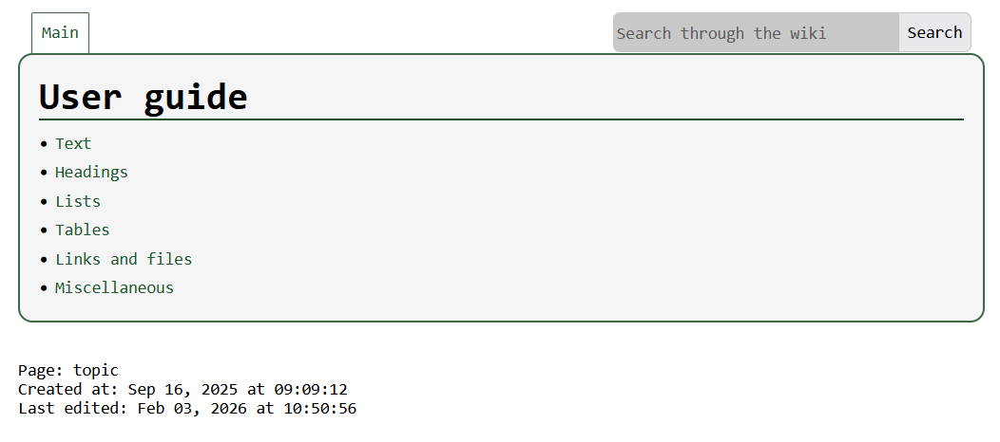 Main
Search through the wiki
Search
User guide
• Text
• Headings
• Lists
• Tables
• Links and files
• Miscellaneous
Page: topic
Created at: Sep 16, 2025 at 09:09:12
Last edited: Feb 03, 2026 at 10:50:56